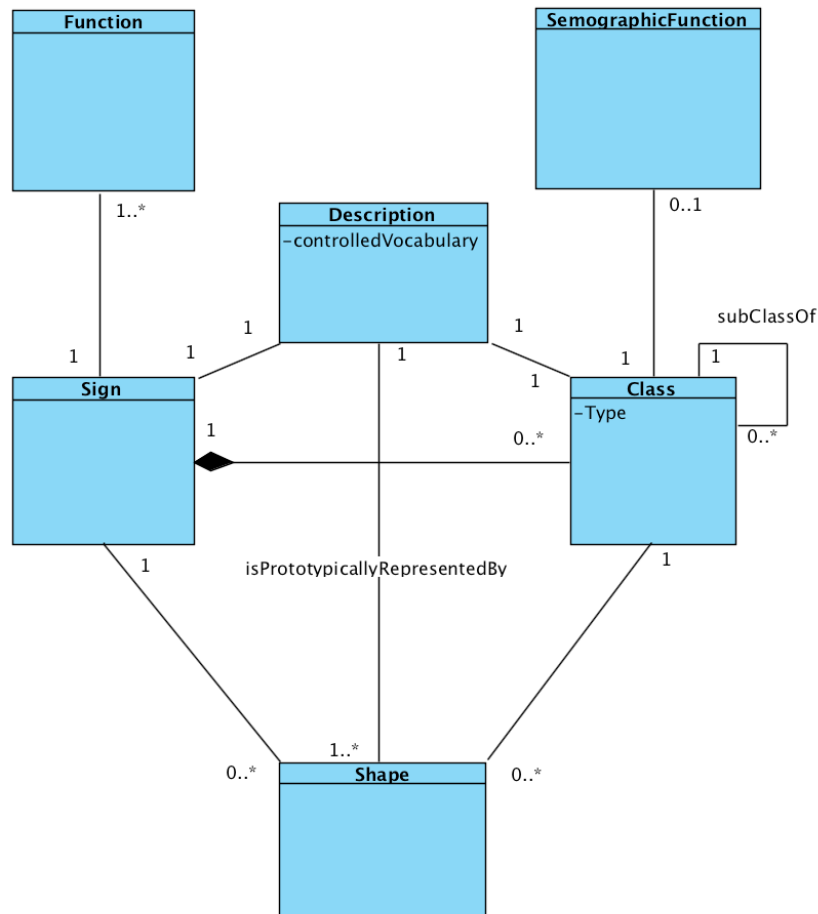 Function
SemographicFunction
1..*
0..1
Description
-controlledVocabulary
subClassOf
1
1
1
1
1
1
1
1
0..*
Sign
Class
-Type
1
0..*
1
isPrototypicallyRepresentedBy
1
1..*
0..*
0..*
Shape